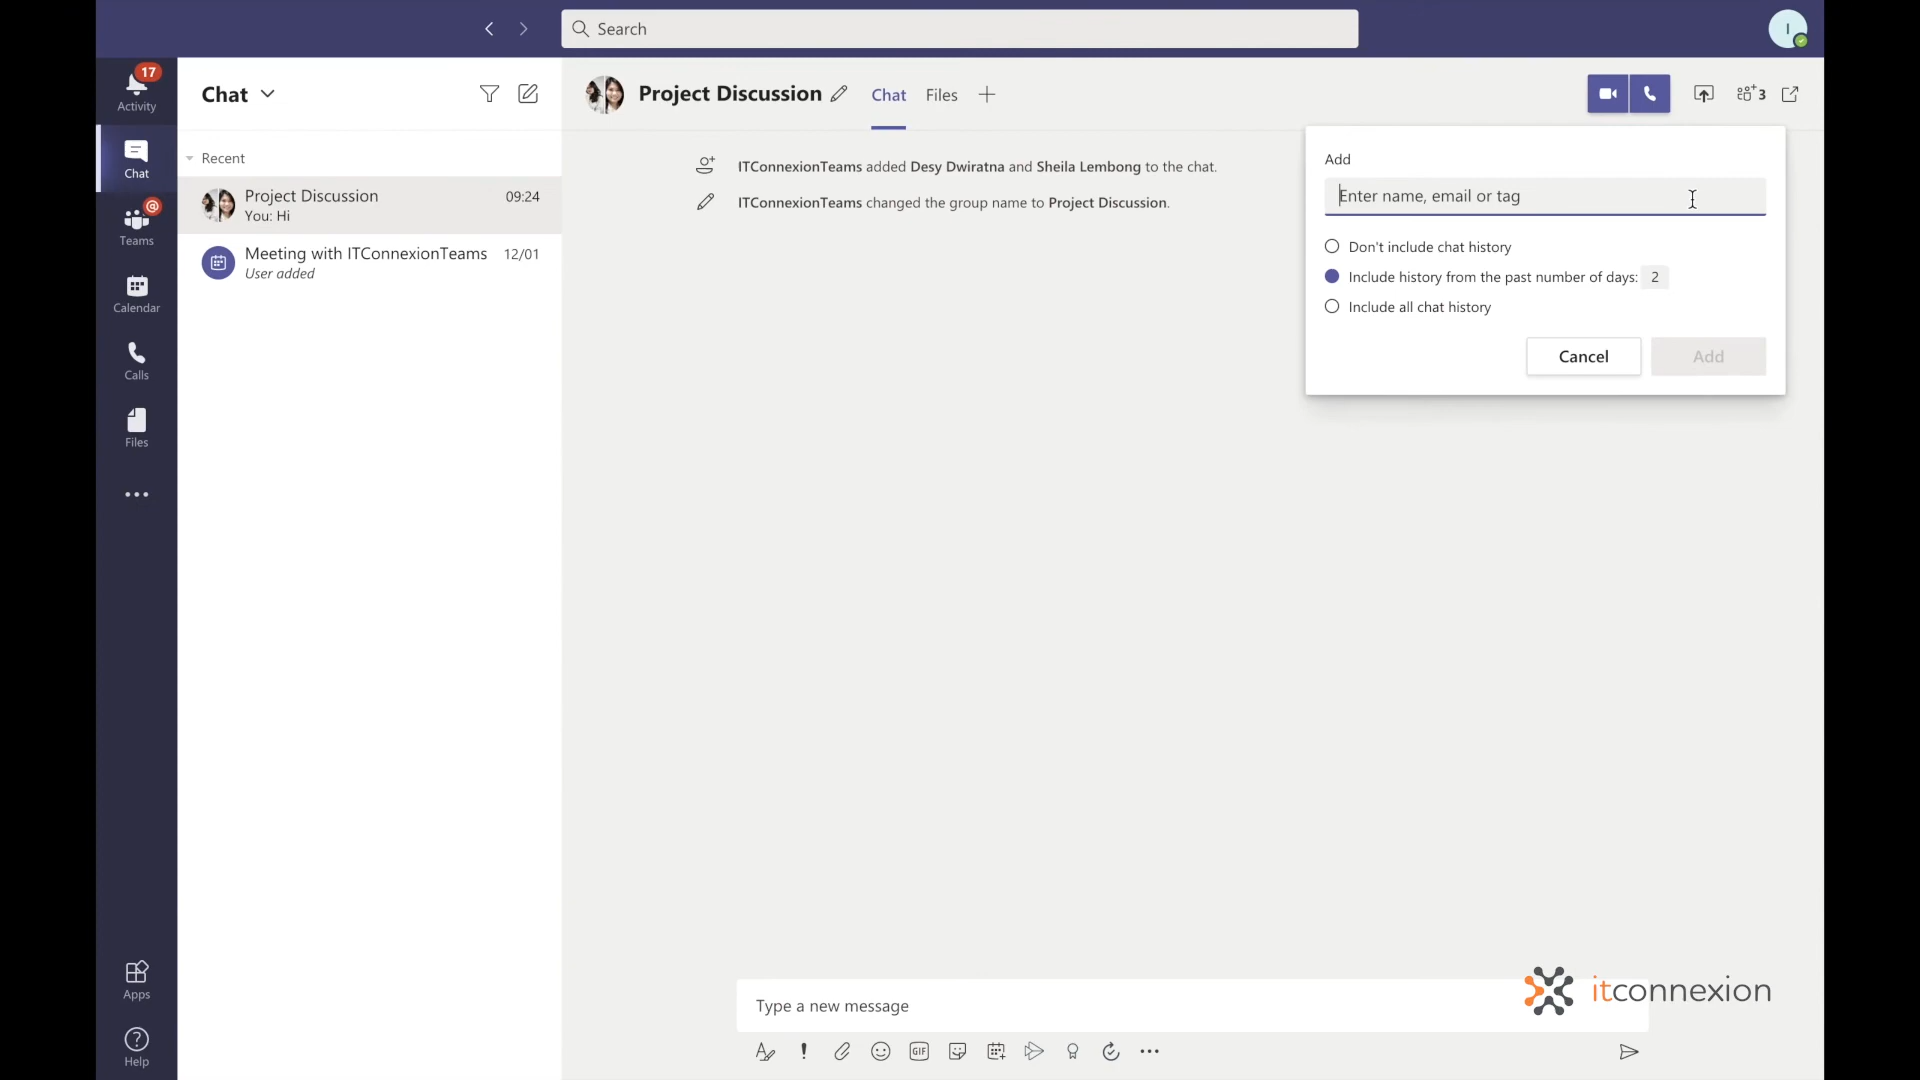 Search
I
17
Activity
Chat
Teams
Calendar
Calls
Files
Apps
Help
Chat
Recent
Project Discussion 09:24
You: Hi
Meeting with ITConnexionTeams 12/01
User added
Project Discussion Chat Files
3
ITConnexionTeams added Desy Dwiratna and Sheila Lembong to the chat.
ITConnexionTeams changed the group name to Project Discussion.
Add
Enter name, email or tag
Don't include chat history
Include history from the past number of days: 2
Include all chat history
Cancel Add
Type a new message
GIF
itconnexion